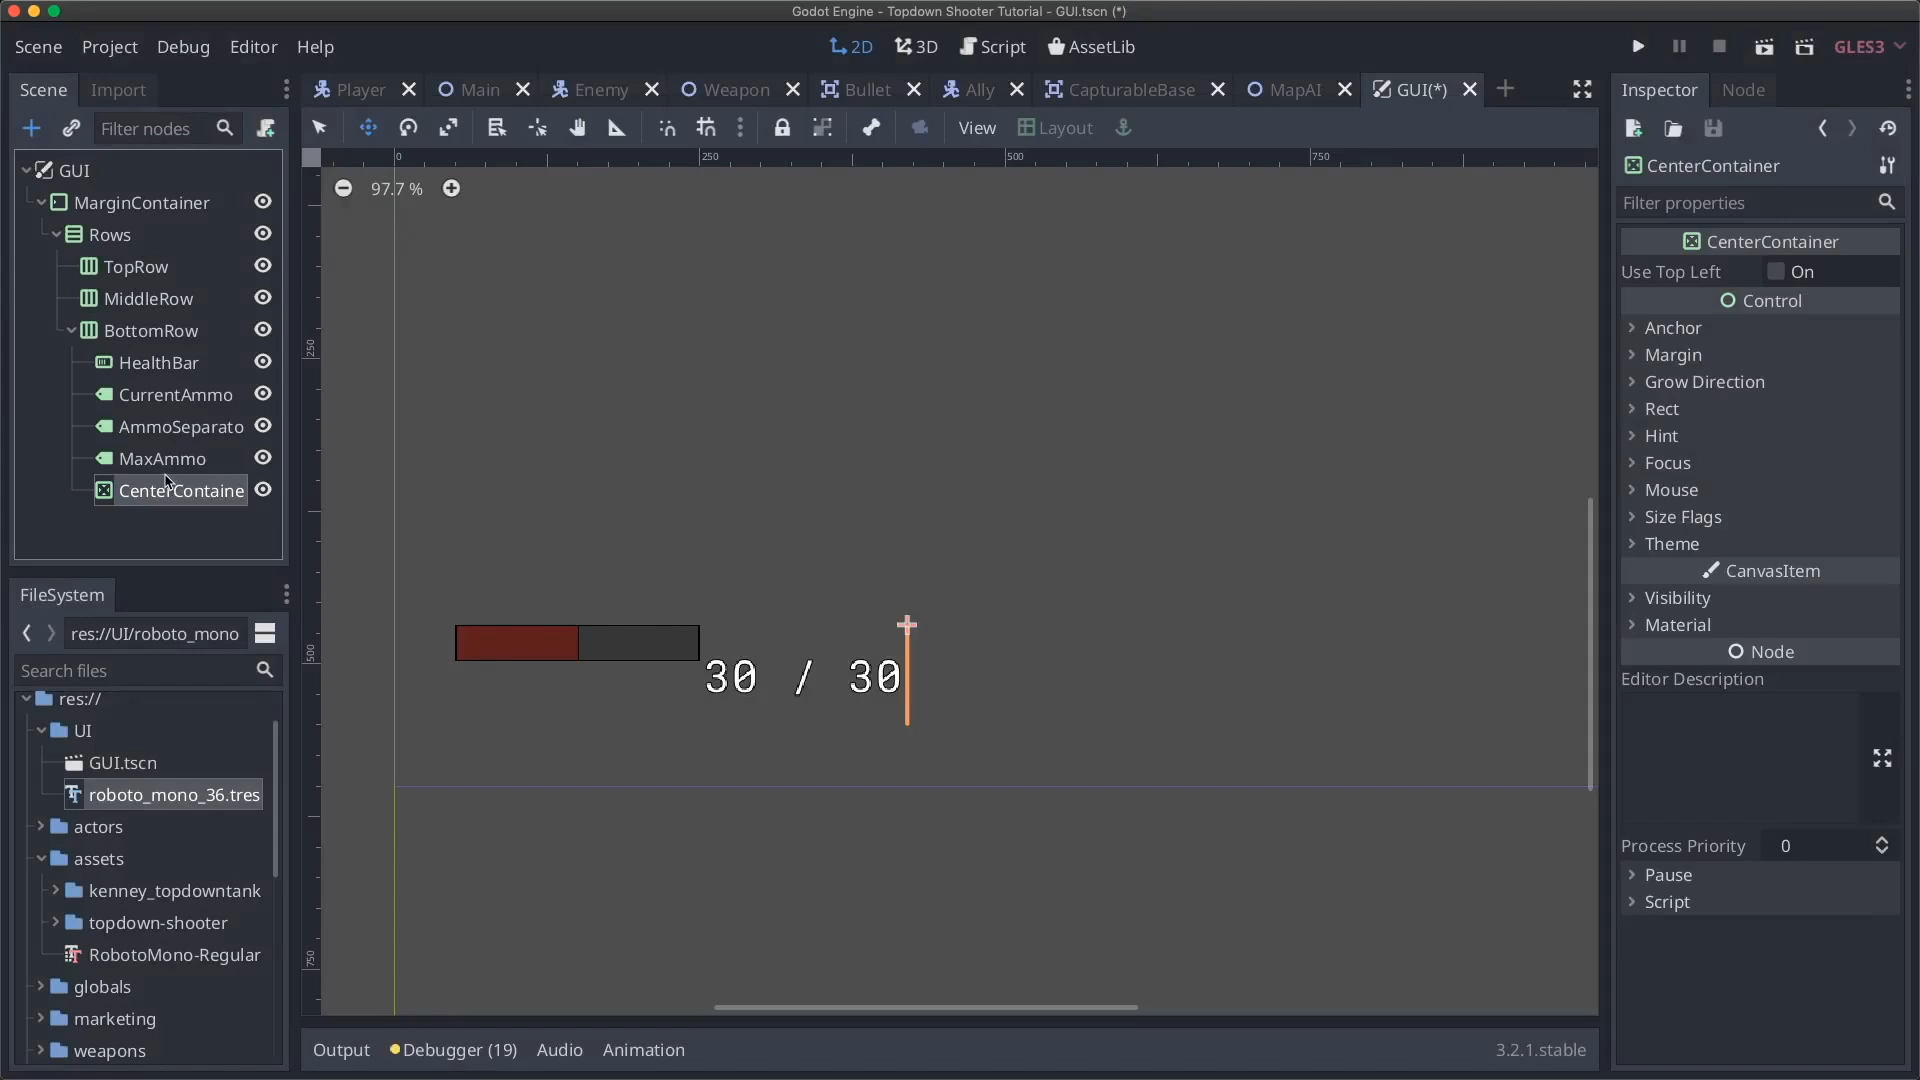 Godot Engine - Topdown Shooter Tutorial - GUI.tscn (*)
Scene Project Debug Editor Help
2D 3D Script AssetLib
GLES3
Scene Import
Player Main Enemy Weapon Bullet Ally CapturableBase MapAI GUI(*)
Inspector Node
Filter nodes
View Layout
0 250 500 750
97.7 %
GUI
MarginContainer
Rows
TopRow
MiddleRow
BottomRow
HealthBar
CurrentAmmo
AmmoSeparato
MaxAmmo
CenterContaine
FileSystem
res://UI/roboto_mono
Search files
res://
UI
GUI.tscn
roboto_mono_36.tres
actors
assets
kenney_topdowntank
topdown-shooter
RobotoMono-Regular
globals
marketing
weapons
250
500
750
30 / 30
Output Debugger (19) Audio Animation
3.2.1.stable
CenterContainer
Filter properties
CenterContainer
Use Top Left On
Control
Anchor
Margin
Grow Direction
Rect
Hint
Focus
Mouse
Size Flags
Theme
CanvasItem
Visibility
Material
Node
Editor Description
Process Priority 0
Pause
Script